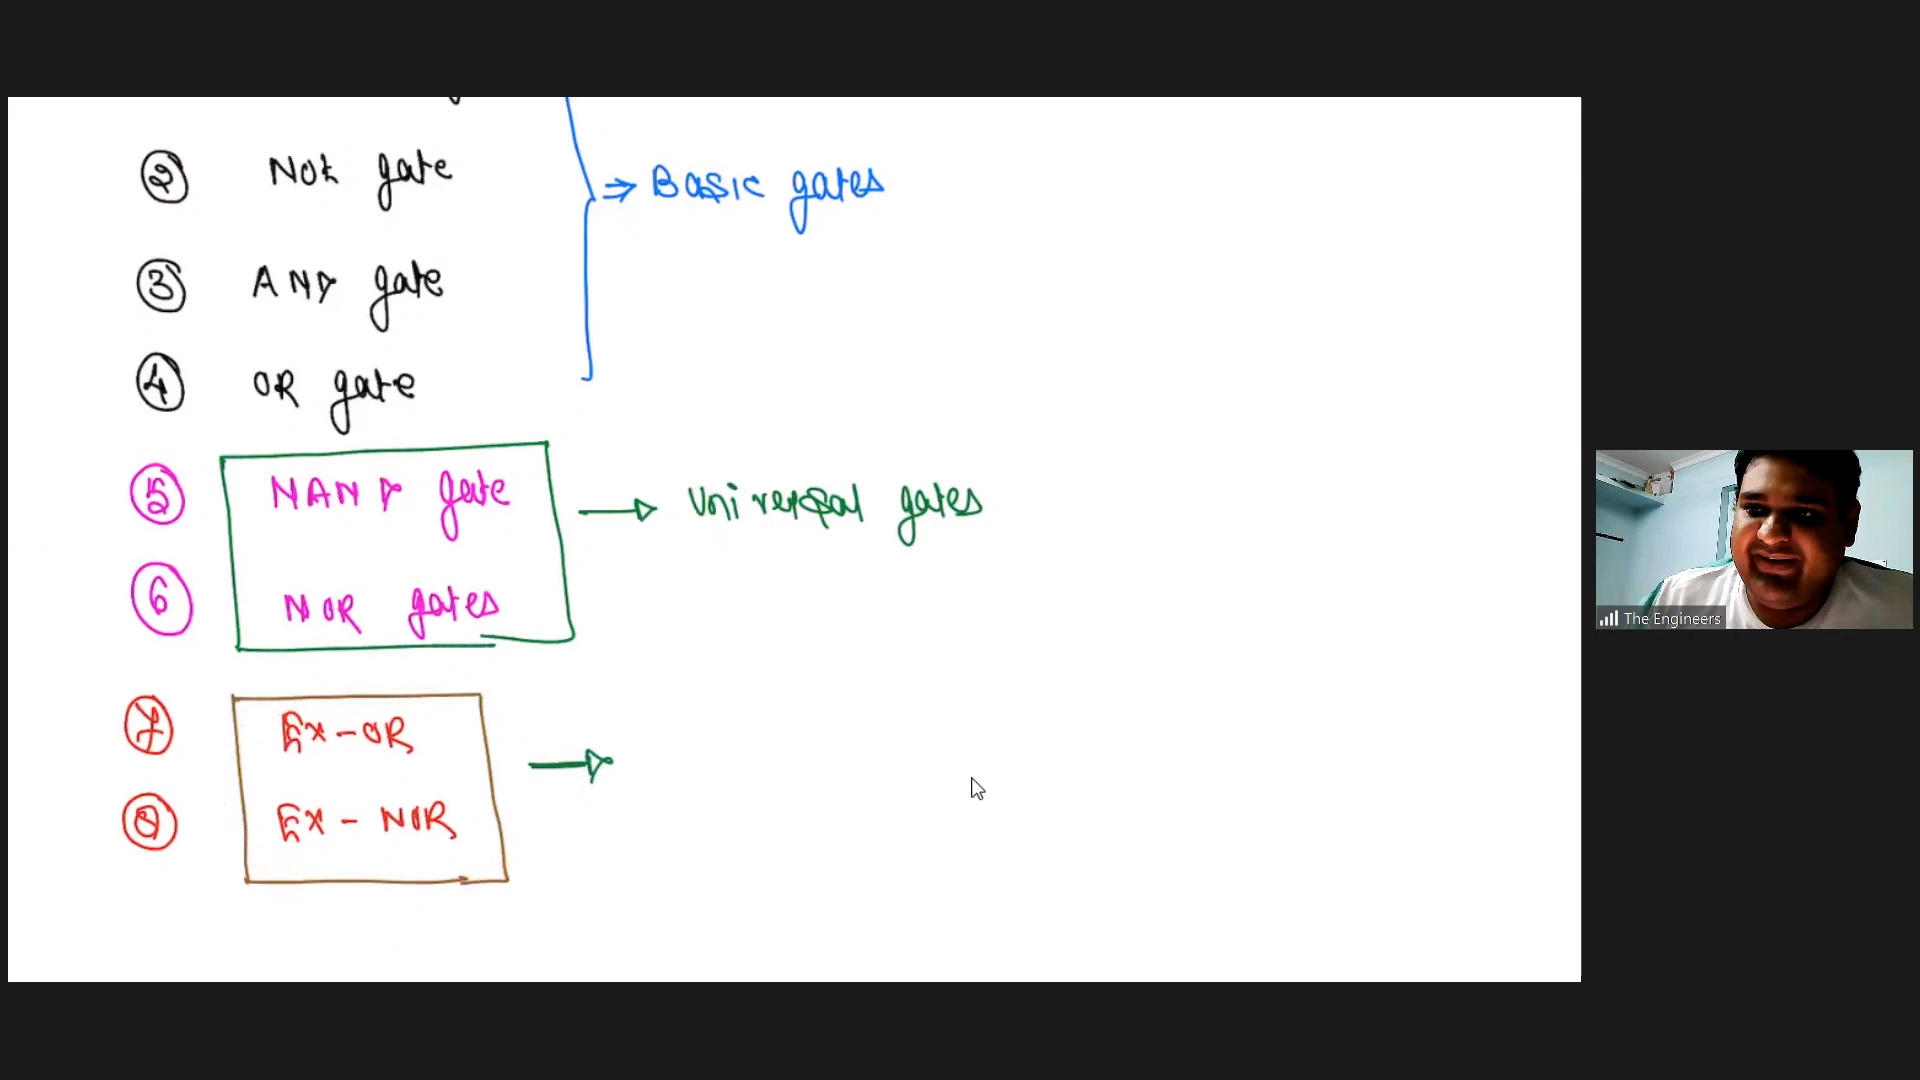 ② Not gate
⇒ Basic gates
③ AND gate
④ OR gate
⑤ NAND gate → Universal gates
⑥ NOR gates
⑦ Ex-OR →
⑧ Ex - NOR
The Engineers